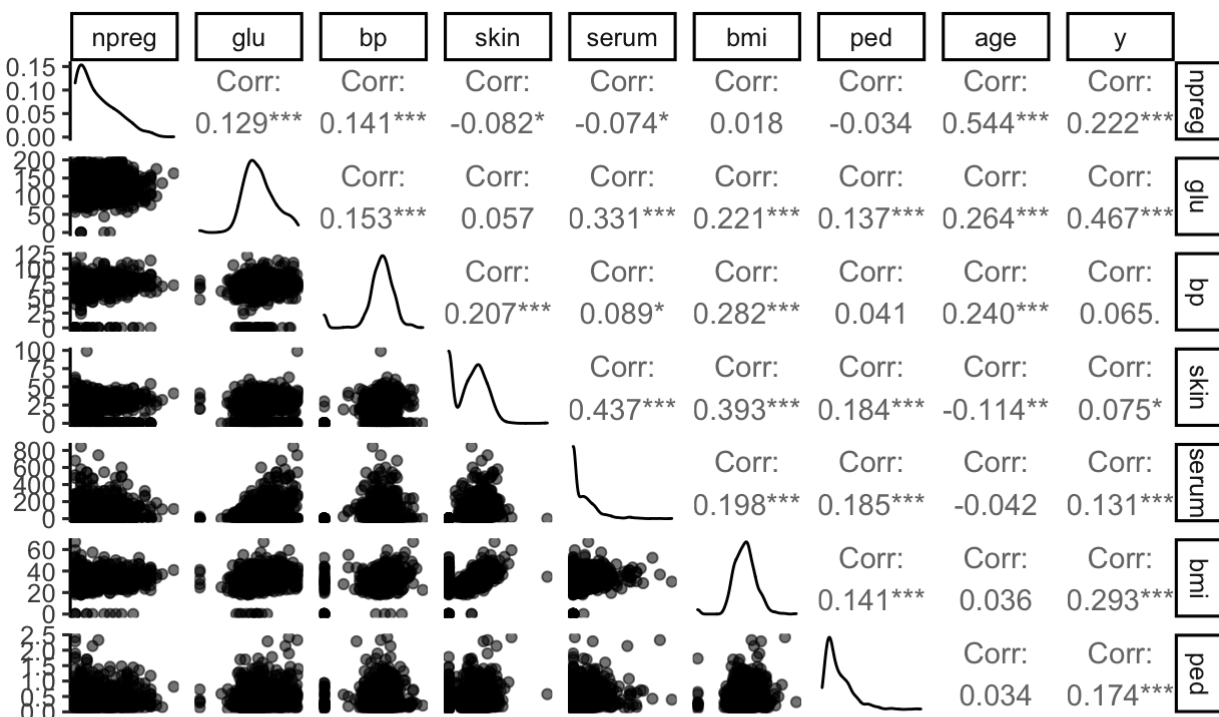 npreg glu bp skin serum bmi ped age y
0.15 Corr: Corr: Corr: Corr: Corr: Corr: Corr: Corr: npreg
0.10
0.05 0.129*** 0.141*** -0.082* -0.074* 0.018 -0.034 0.544*** 0.222***
0.00
200 Corr: Corr: Corr: Corr: Corr: Corr: Corr: glu
150
100
50 0.153*** 0.057 0.331*** 0.221*** 0.137*** 0.264*** 0.467***
0
125 Corr: Corr: Corr: Corr: Corr: Corr: bp
100
75
50
25 0.207*** 0.089* 0.282*** 0.041 0.240*** 0.065.
0
100 Corr: Corr: Corr: Corr: Corr: skin
75
50
25 0.437*** 0.393*** 0.184*** -0.114** 0.075*
0
800 Corr: Corr: Corr: Corr: serum
600
400
200 0.198*** 0.185*** -0.042 0.131***
0
60 Corr: Corr: Corr: bmi
40
20 0.141*** 0.036 0.293***
0
2.5 Corr: Corr: ped
2.0
1.5
1.0
0.5 0.034 0.174***
0.0